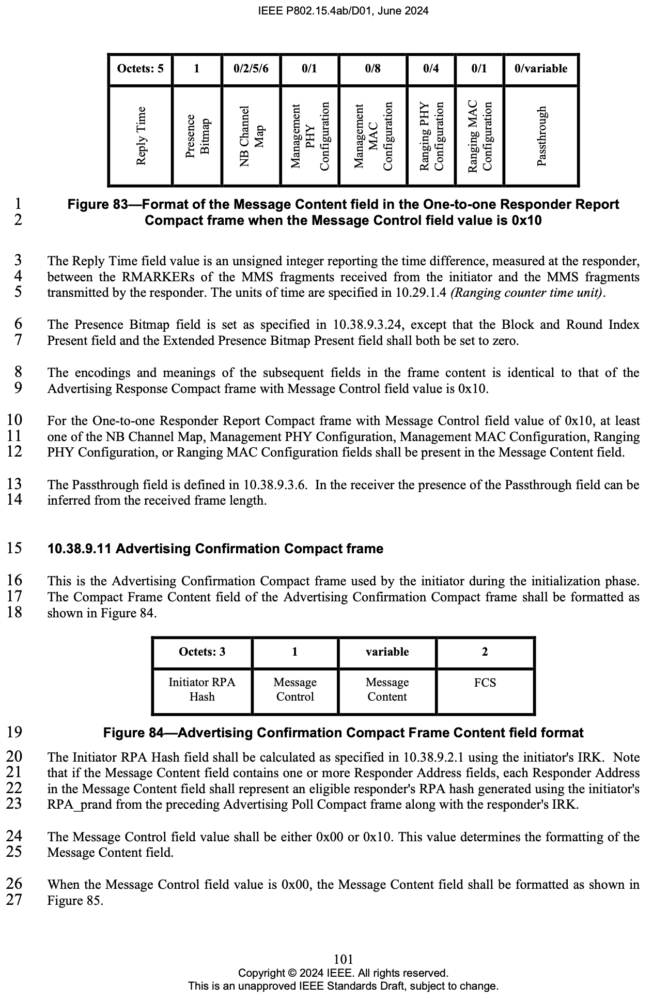 IEEE P802.15.4ab/D01, June 2024
Octets: 5 1 0/2/5/6 0/1 0/8 0/4 0/1 0/variable
Reply Time
Presence
Bitmap
NB Channel
Map
Management
PHY
Configuration
Management
MAC
Configuration
Ranging PHY
Configuration
Ranging MAC
Configuration
Passthrough
1 Figure 83—Format of the Message Content field in the One-to-one Responder Report
2 Compact frame when the Message Control field value is 0x10
3 The Reply Time field value is an unsigned integer reporting the time difference, measured at the responder,
4 between the RMARKERs of the MMS fragments received from the initiator and the MMS fragments
5 transmitted by the responder. The units of time are specified in 10.29.1.4 (Ranging counter time unit).
6 The Presence Bitmap field is set as specified in 10.38.9.3.24, except that the Block and Round Index
7 Present field and the Extended Presence Bitmap Present field shall both be set to zero.
8 The encodings and meanings of the subsequent fields in the frame content is identical to that of the
9 Advertising Response Compact frame with Message Control field value is 0x10.
10 For the One-to-one Responder Report Compact frame with Message Control field value of 0x10, at least
11 one of the NB Channel Map, Management PHY Configuration, Management MAC Configuration, Ranging
12 PHY Configuration, or Ranging MAC Configuration fields shall be present in the Message Content field.
13 The Passthrough field is defined in 10.38.9.3.6. In the receiver the presence of the Passthrough field can be
14 inferred from the received frame length.
15 10.38.9.11 Advertising Confirmation Compact frame
16 This is the Advertising Confirmation Compact frame used by the initiator during the initialization phase.
17 The Compact Frame Content field of the Advertising Confirmation Compact frame shall be formatted as
18 shown in Figure 84.
Octets: 3 1 variable 2
Initiator RPA Message Message FCS
Hash Control Content
19 Figure 84—Advertising Confirmation Compact Frame Content field format
20 The Initiator RPA Hash field shall be calculated as specified in 10.38.9.2.1 using the initiator's IRK. Note
21 that if the Message Content field contains one or more Responder Address fields, each Responder Address
22 in the Message Content field shall represent an eligible responder's RPA hash generated using the initiator's
23 RPA_prand from the preceding Advertising Poll Compact frame along with the responder's IRK.
24 The Message Control field value shall be either 0x00 or 0x10. This value determines the formatting of the
25 Message Content field.
26 When the Message Control field value is 0x00, the Message Content field shall be formatted as shown in
27 Figure 85.
101
Copyright © 2024 IEEE. All rights reserved.
This is an unapproved IEEE Standards Draft, subject to change.